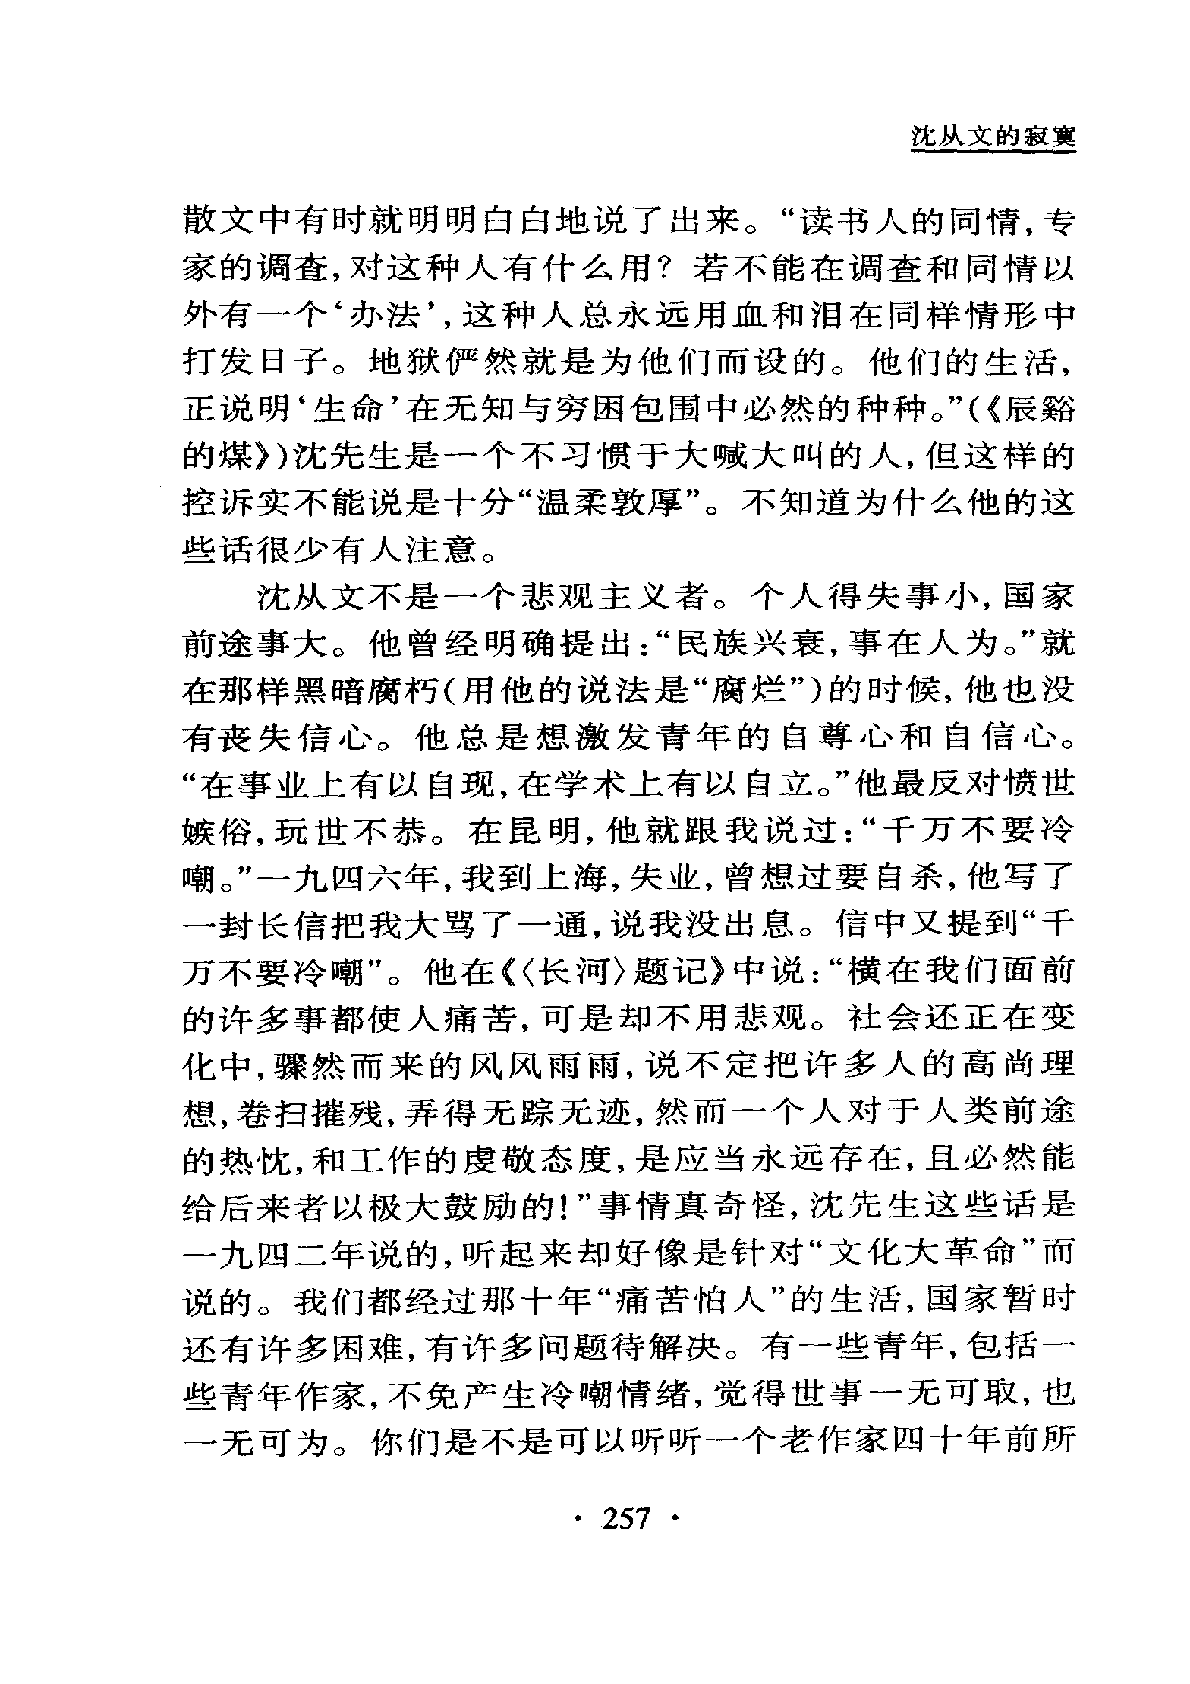 沈从文的寂寞
散文中有时就明明白白地说了出来。“读书人的同情,专
家的调查,对这种人有什么用? 若不能在调查和同情以
外有一个‘办法’,这种人总永远用血和泪在同样情形中
打发日子。地狱俨然就是为他们而设的。他们的生活,
正说明‘生命’在无知与穷困包围中必然的种种。”(《辰谿
的煤》)沈先生是一个不习惯于大喊大叫的人,但这样的
控诉实不能说是十分“温柔敦厚”。不知道为什么他的这
些话很少有人注意。
沈从文不是一个悲观主义者。个人得失事小,国家
前途事大。他曾经明确提出:“民族兴衰,事在人为。”就
在那样黑暗腐朽(用他的说法是“腐烂”)的时候,他也没
有丧失信心。他总是想激发青年的自尊心和自信心。
“在事业上有以自现,在学术上有以自立。”他最反对愤世
嫉俗,玩世不恭。在昆明,他就跟我说过:“千万不要冷
嘲。”一九四六年,我到上海,失业,曾想过要自杀,他写了
一封长信把我大骂了一通,说我没出息。信中又提到“千
万不要冷嘲”。他在《〈长河〉题记》中说:“横在我们面前
的许多事都使人痛苦,可是却不用悲观。社会还正在变
化中,骤然而来的风风雨雨,说不定把许多人的高尚理
想,卷扫摧残,弄得无踪无迹,然而一个人对于人类前途
的热忱,和工作的虔敬态度,是应当永远存在,且必然能
给后来者以极大鼓励的!”事情真奇怪,沈先生这些话是
一九四二年说的,听起来却好像是针对“文化大革命”而
说的。我们都经过那十年“痛苦怕人”的生活,国家暂时
还有许多困难,有许多问题待解决。有一些青年,包括一
些青年作家,不免产生冷嘲情绪,觉得世事一无可取,也
一无可为。你们是不是可以听听一个老作家四十年前所
· 257 ·